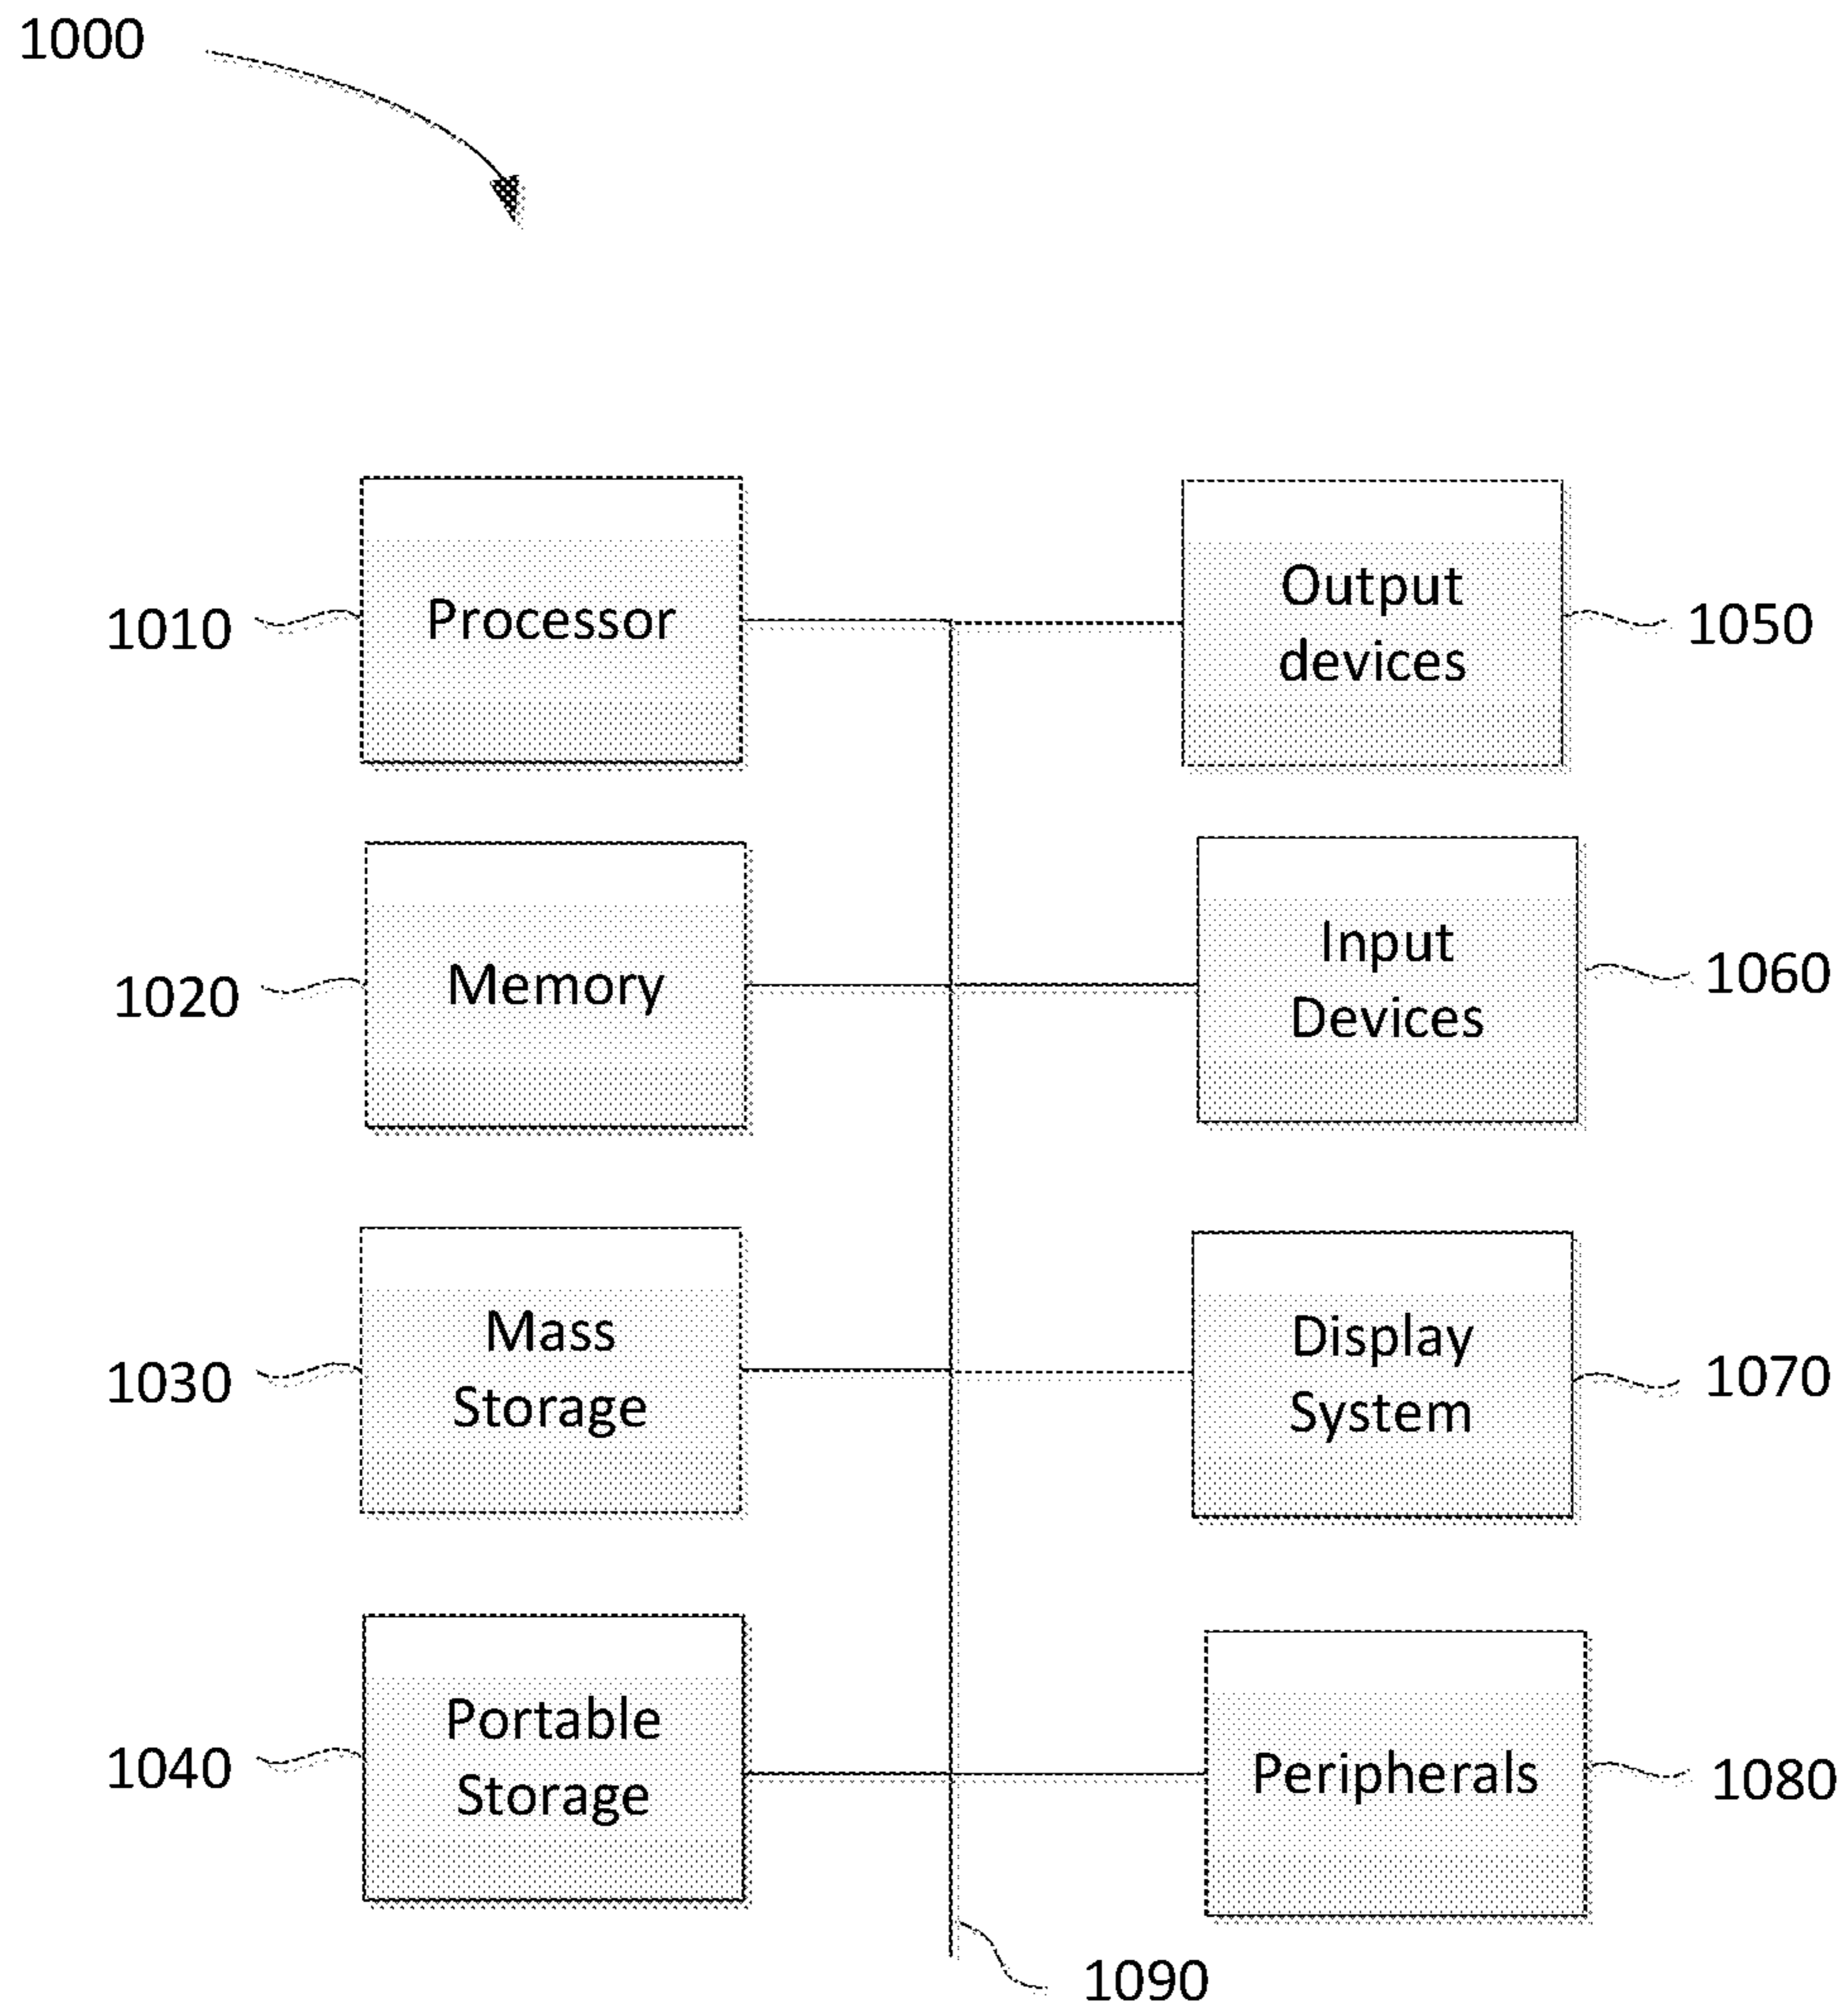 1000
Processor
1010
Output
devices
1050
Memory
1020
Input
Devices
1060
Mass
Storage
1030
Display
System
1070
Portable
Storage
1040
Peripherals
1080
1090